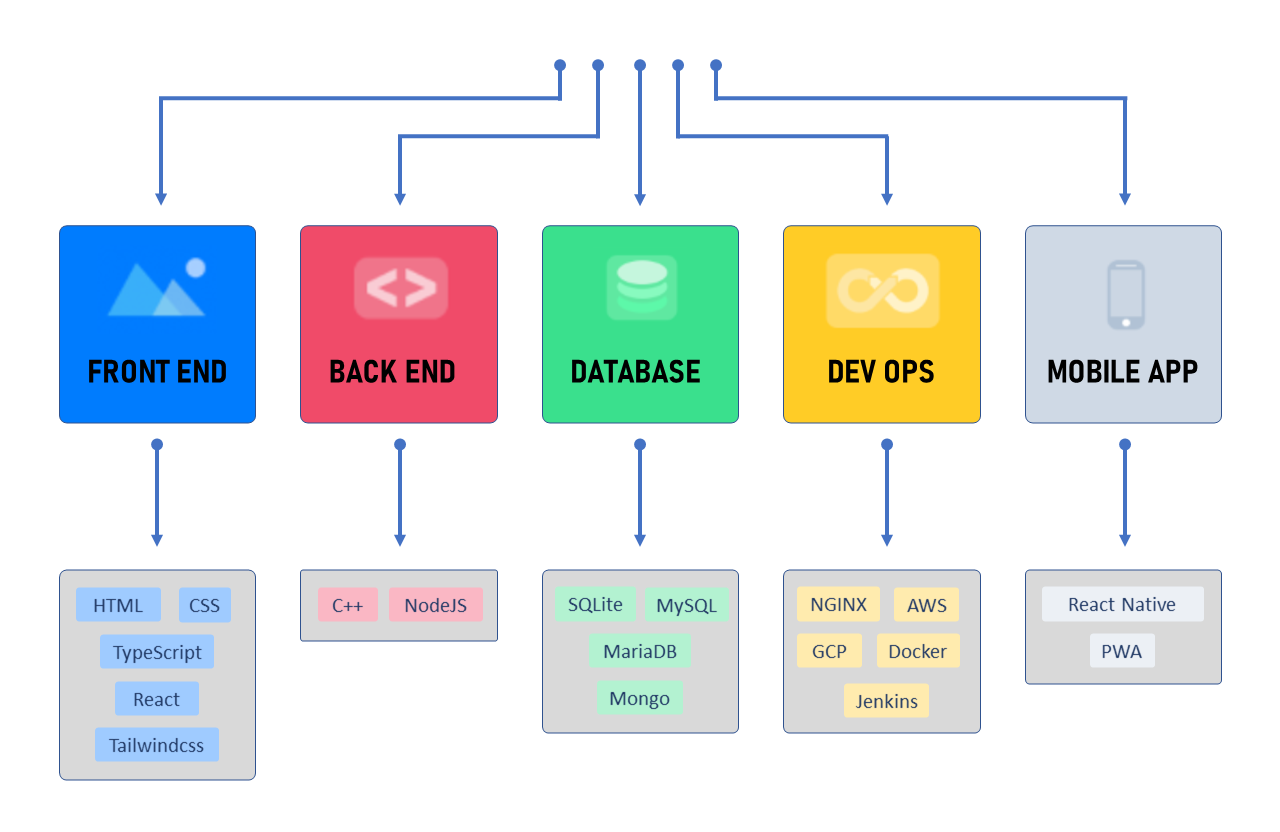 FRONT END
BACK END
DATABASE
DEV OPS
MOBILE APP
HTML CSS
TypeScript
React
Tailwindcss
C++ NodeJS
SQLite MySQL
MariaDB
Mongo
NGINX AWS
GCP Docker
Jenkins
React Native
PWA